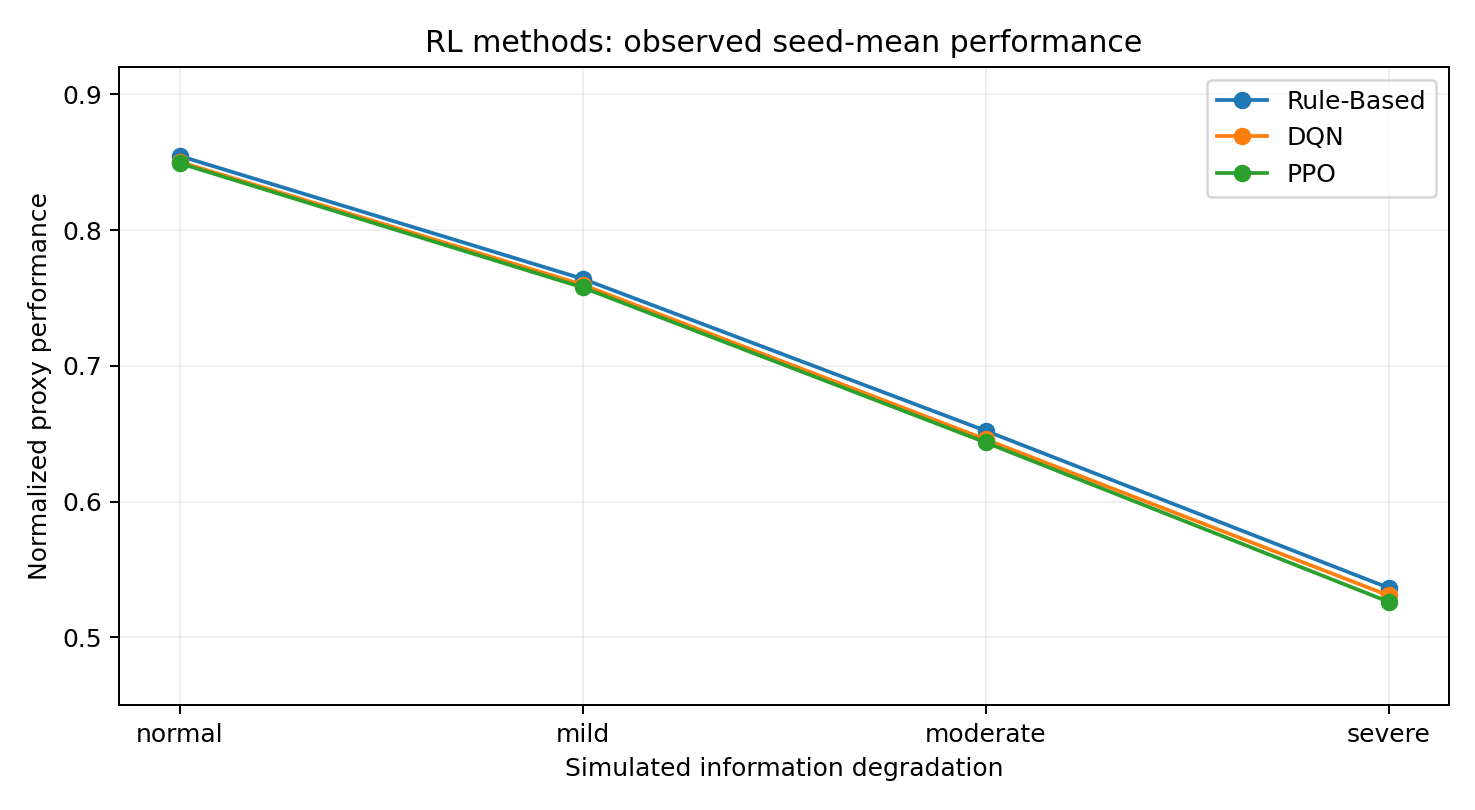 RL methods: observed seed-mean performance
Rule-Based
DQN
PPO
Normalized proxy performance
0.9
0.8
0.7
0.6
0.5
normal
mild
moderate
severe
Simulated information degradation